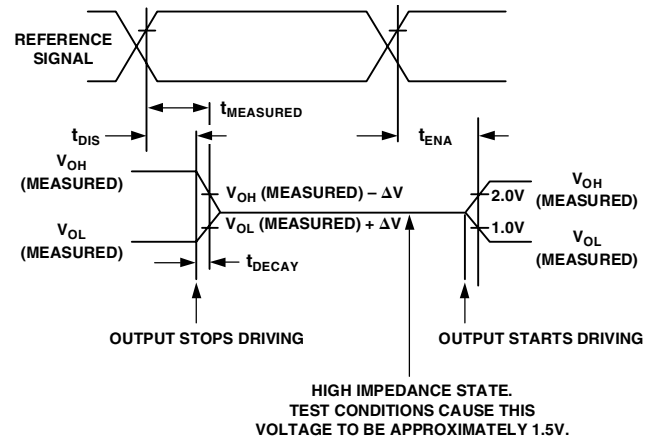 REFERENCE
SIGNAL
tMEASURED
tDIS
tENA
VOH
(MEASURED)
VOH (MEASURED) – ΔV
2.0V
VOH
(MEASURED)
VOL
(MEASURED)
VOL (MEASURED) + ΔV
1.0V
VOL
(MEASURED)
tDECAY
OUTPUT STOPS DRIVING
OUTPUT STARTS DRIVING
HIGH IMPEDANCE STATE.
TEST CONDITIONS CAUSE THIS
VOLTAGE TO BE APPROXIMATELY 1.5V.